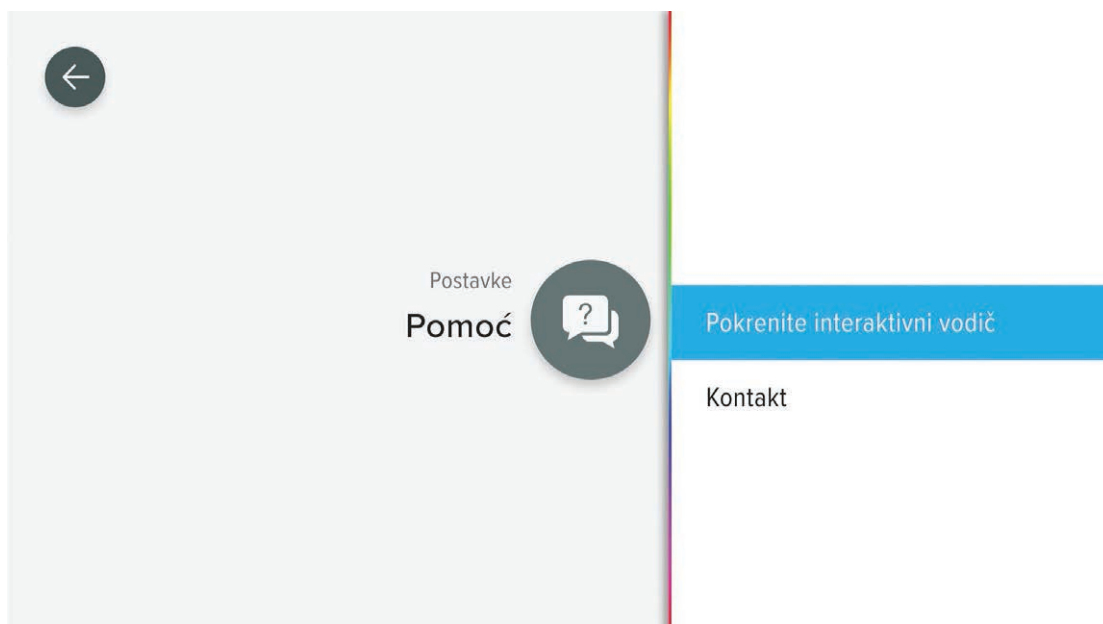 Postavke
Pomoć
?
Pokrenite interaktivni vodič
Kontakt